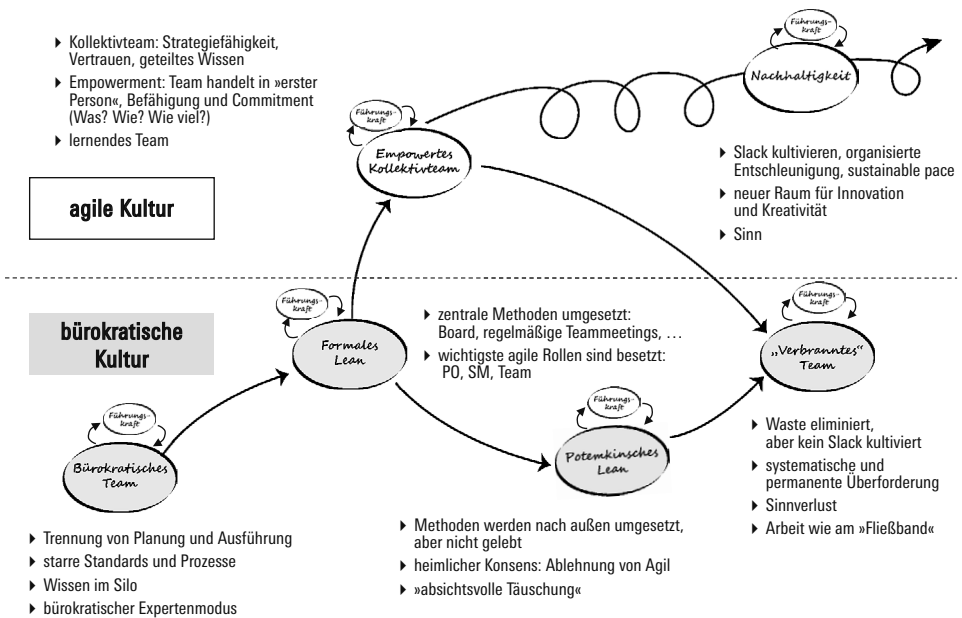 Führungs-
kraft
Nachhaltigkeit
▸ Kollektivteam: Strategiefähigkeit,
Vertrauen, geteiltes Wissen
▸ Empowerment: Team handelt in »erster
Person«, Befähigung und Commitment
(Was? Wie? Wie viel?)
▸ lernendes Team
Führungs-
kraft
Empowertes
Kollektivteam
▸ Slack kultivieren, organisierte
Entschleunigung, sustainable pace
▸ neuer Raum für Innovation
und Kreativität
▸ Sinn
agile Kultur
bürokratische
Kultur
Führungs-
kraft
Formales
Lean
▸ zentrale Methoden umgesetzt:
Board, regelmäßige Teammeetings, …
▸ wichtigste agile Rollen sind besetzt:
PO, SM, Team
Führungs-
kraft
„Verbranntes“
Team
Führungs-
kraft
Bürokratisches
Team
Führungs-
kraft
Potemkinsches
Lean
▸ Waste eliminiert,
aber kein Slack kultiviert
▸ systematische und
permanente Überforderung
▸ Sinnverlust
▸ Arbeit wie am »Fließband«
▸ Trennung von Planung und Ausführung
▸ starre Standards und Prozesse
▸ Wissen im Silo
▸ bürokratischer Expertenmodus
▸ Methoden werden nach außen umgesetzt,
aber nicht gelebt
▸ heimlicher Konsens: Ablehnung von Agil
▸ »absichtsvolle Täuschung«